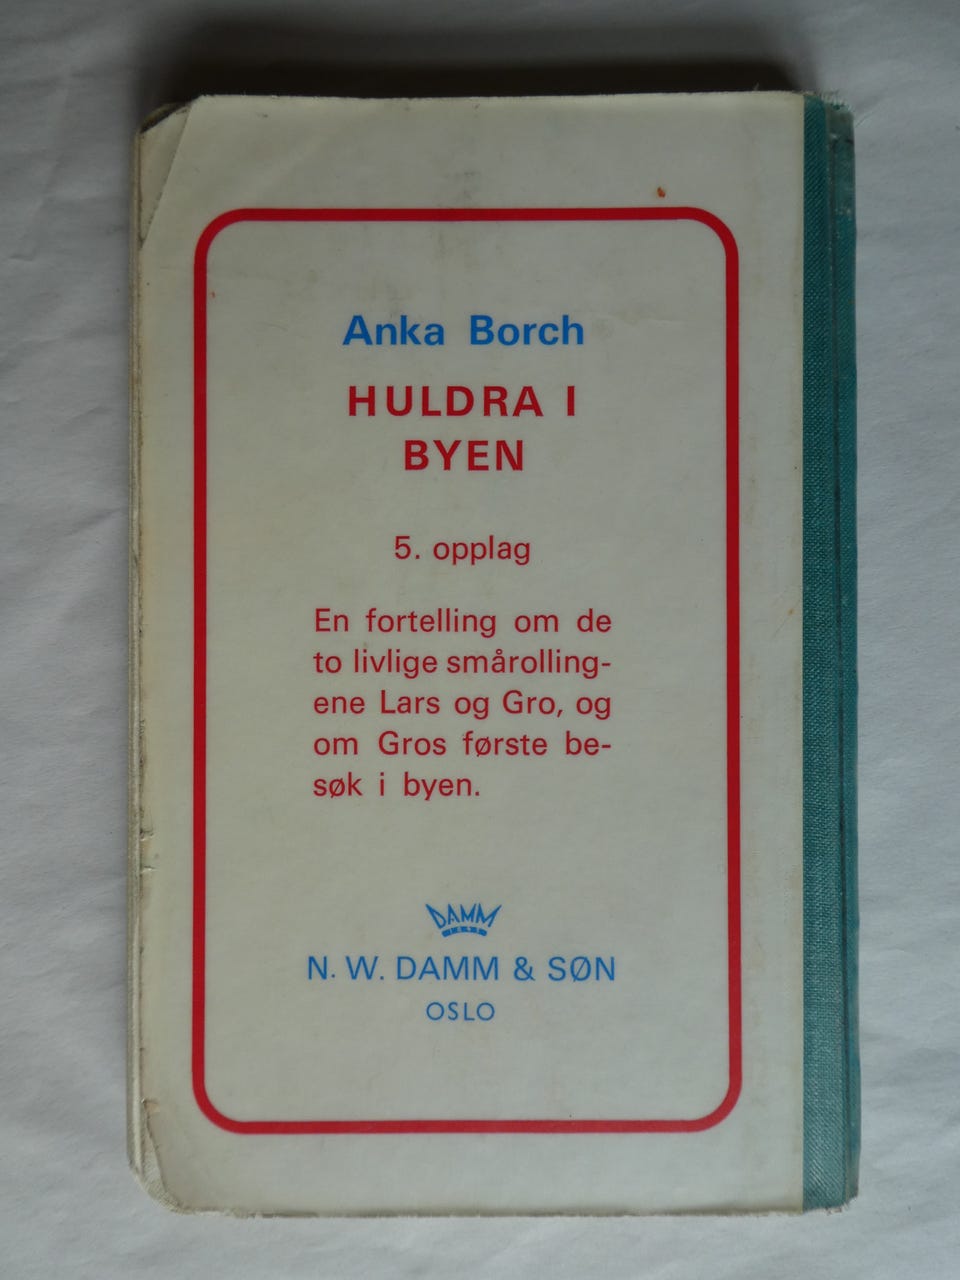 Anka Borch
HULDRA I
BYEN
5. opplag
En fortelling om de
to livlige smårolling-
ene Lars og Gro, og
om Gros første be-
søk i byen.
DAMM
N. W. DAMM & SØN
OSLO